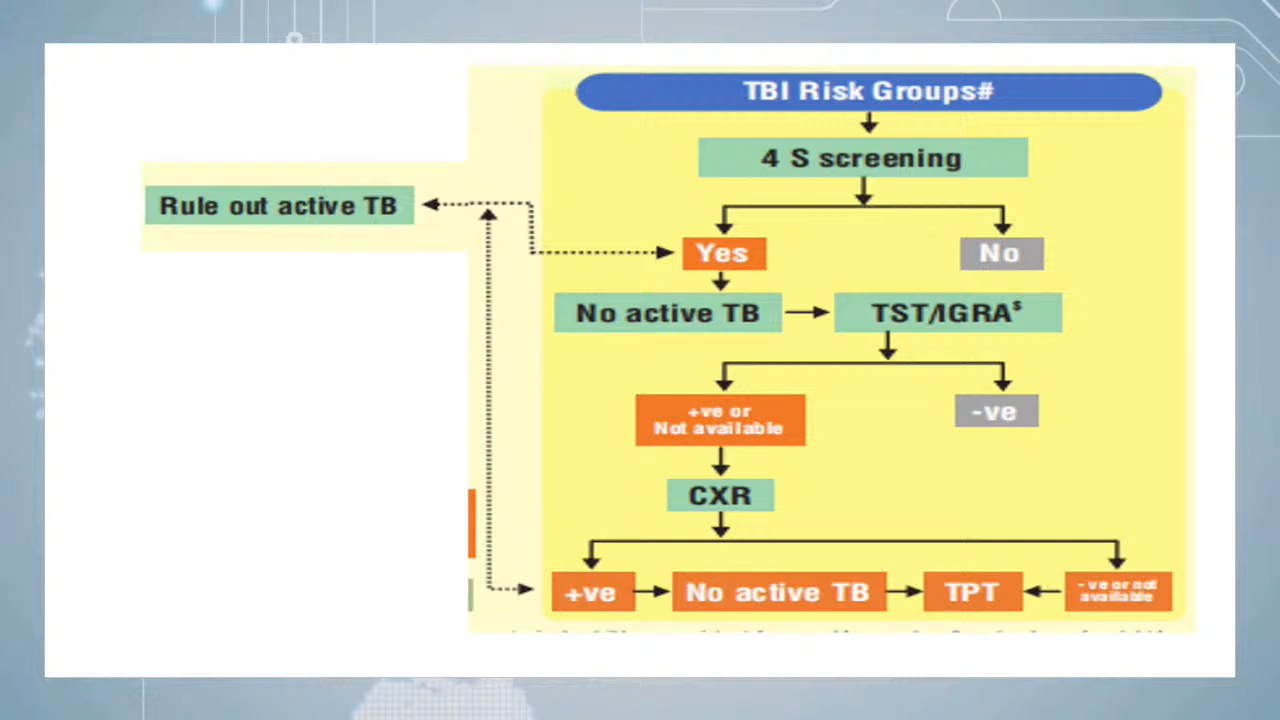 TBI Risk Groups#
4 S screening
Rule out active TB
Yes
No
No active TB
TST/IGRA$
+ve or
Not available
-ve
CXR
+ve
No active TB
TPT
- ve or not
available